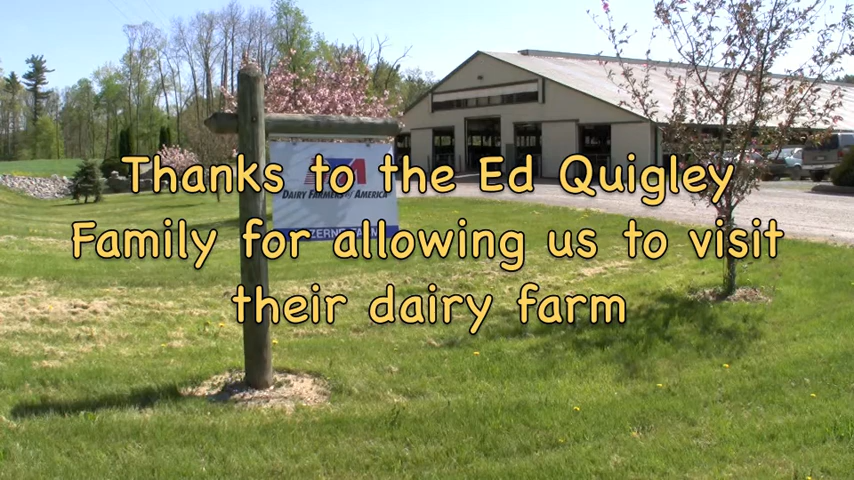 Thanks to the Ed Quigley
DAIRY FARMERS OF AMERICA
Family for allowing us to visit
their dairy farm